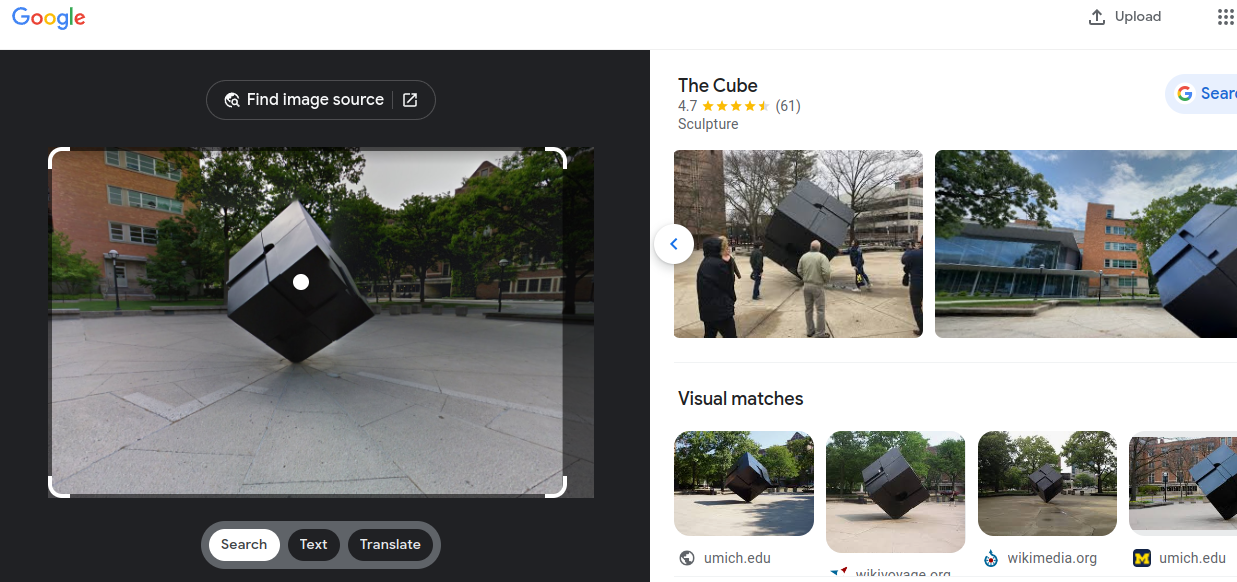 Google
Upload
Find image source
The Cube
4.7
(61)
Sculpture
Visual matches
Search
Text
Translate
umich.edu
wikivoyage.org
wikimedia.org
M umich.edu